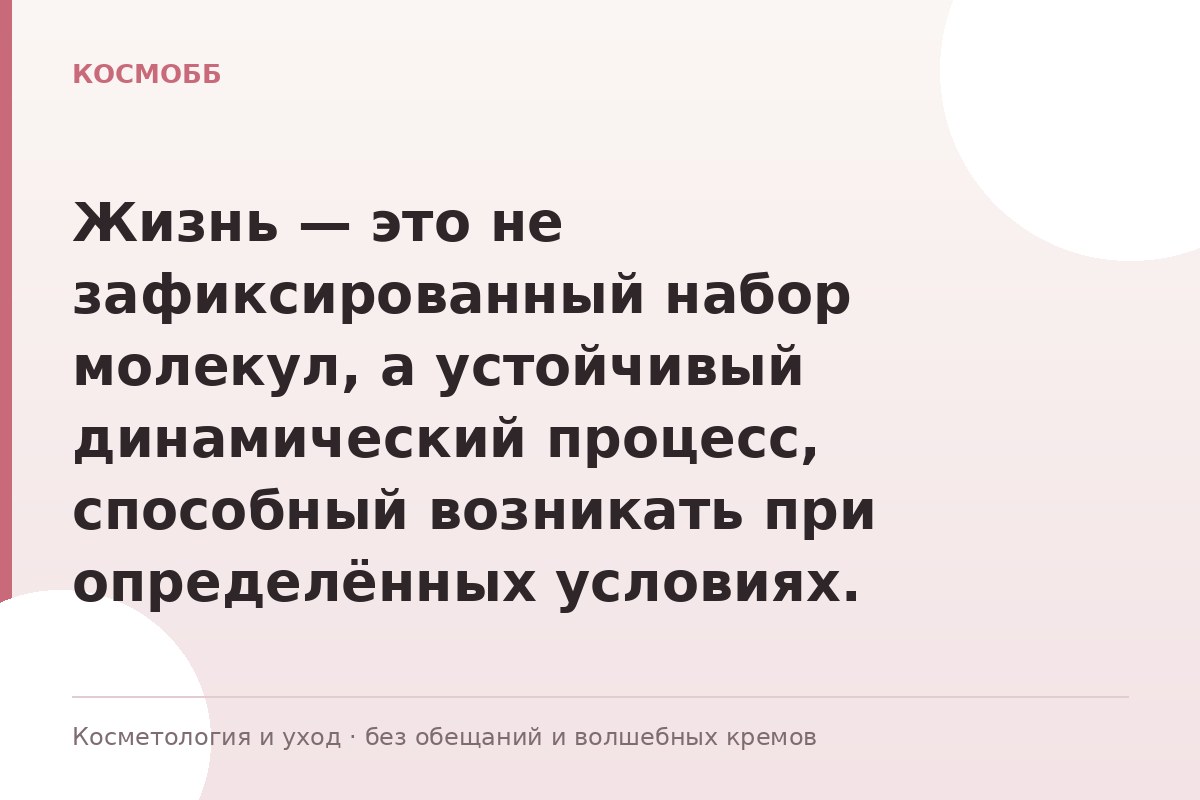 КОСМОББ
Жизнь — это не
зафиксированный набор
молекул, а устойчивый
динамический процесс,
способный возникать при
определённых условиях.
Косметология и уход · без обещаний и волшебных кремов